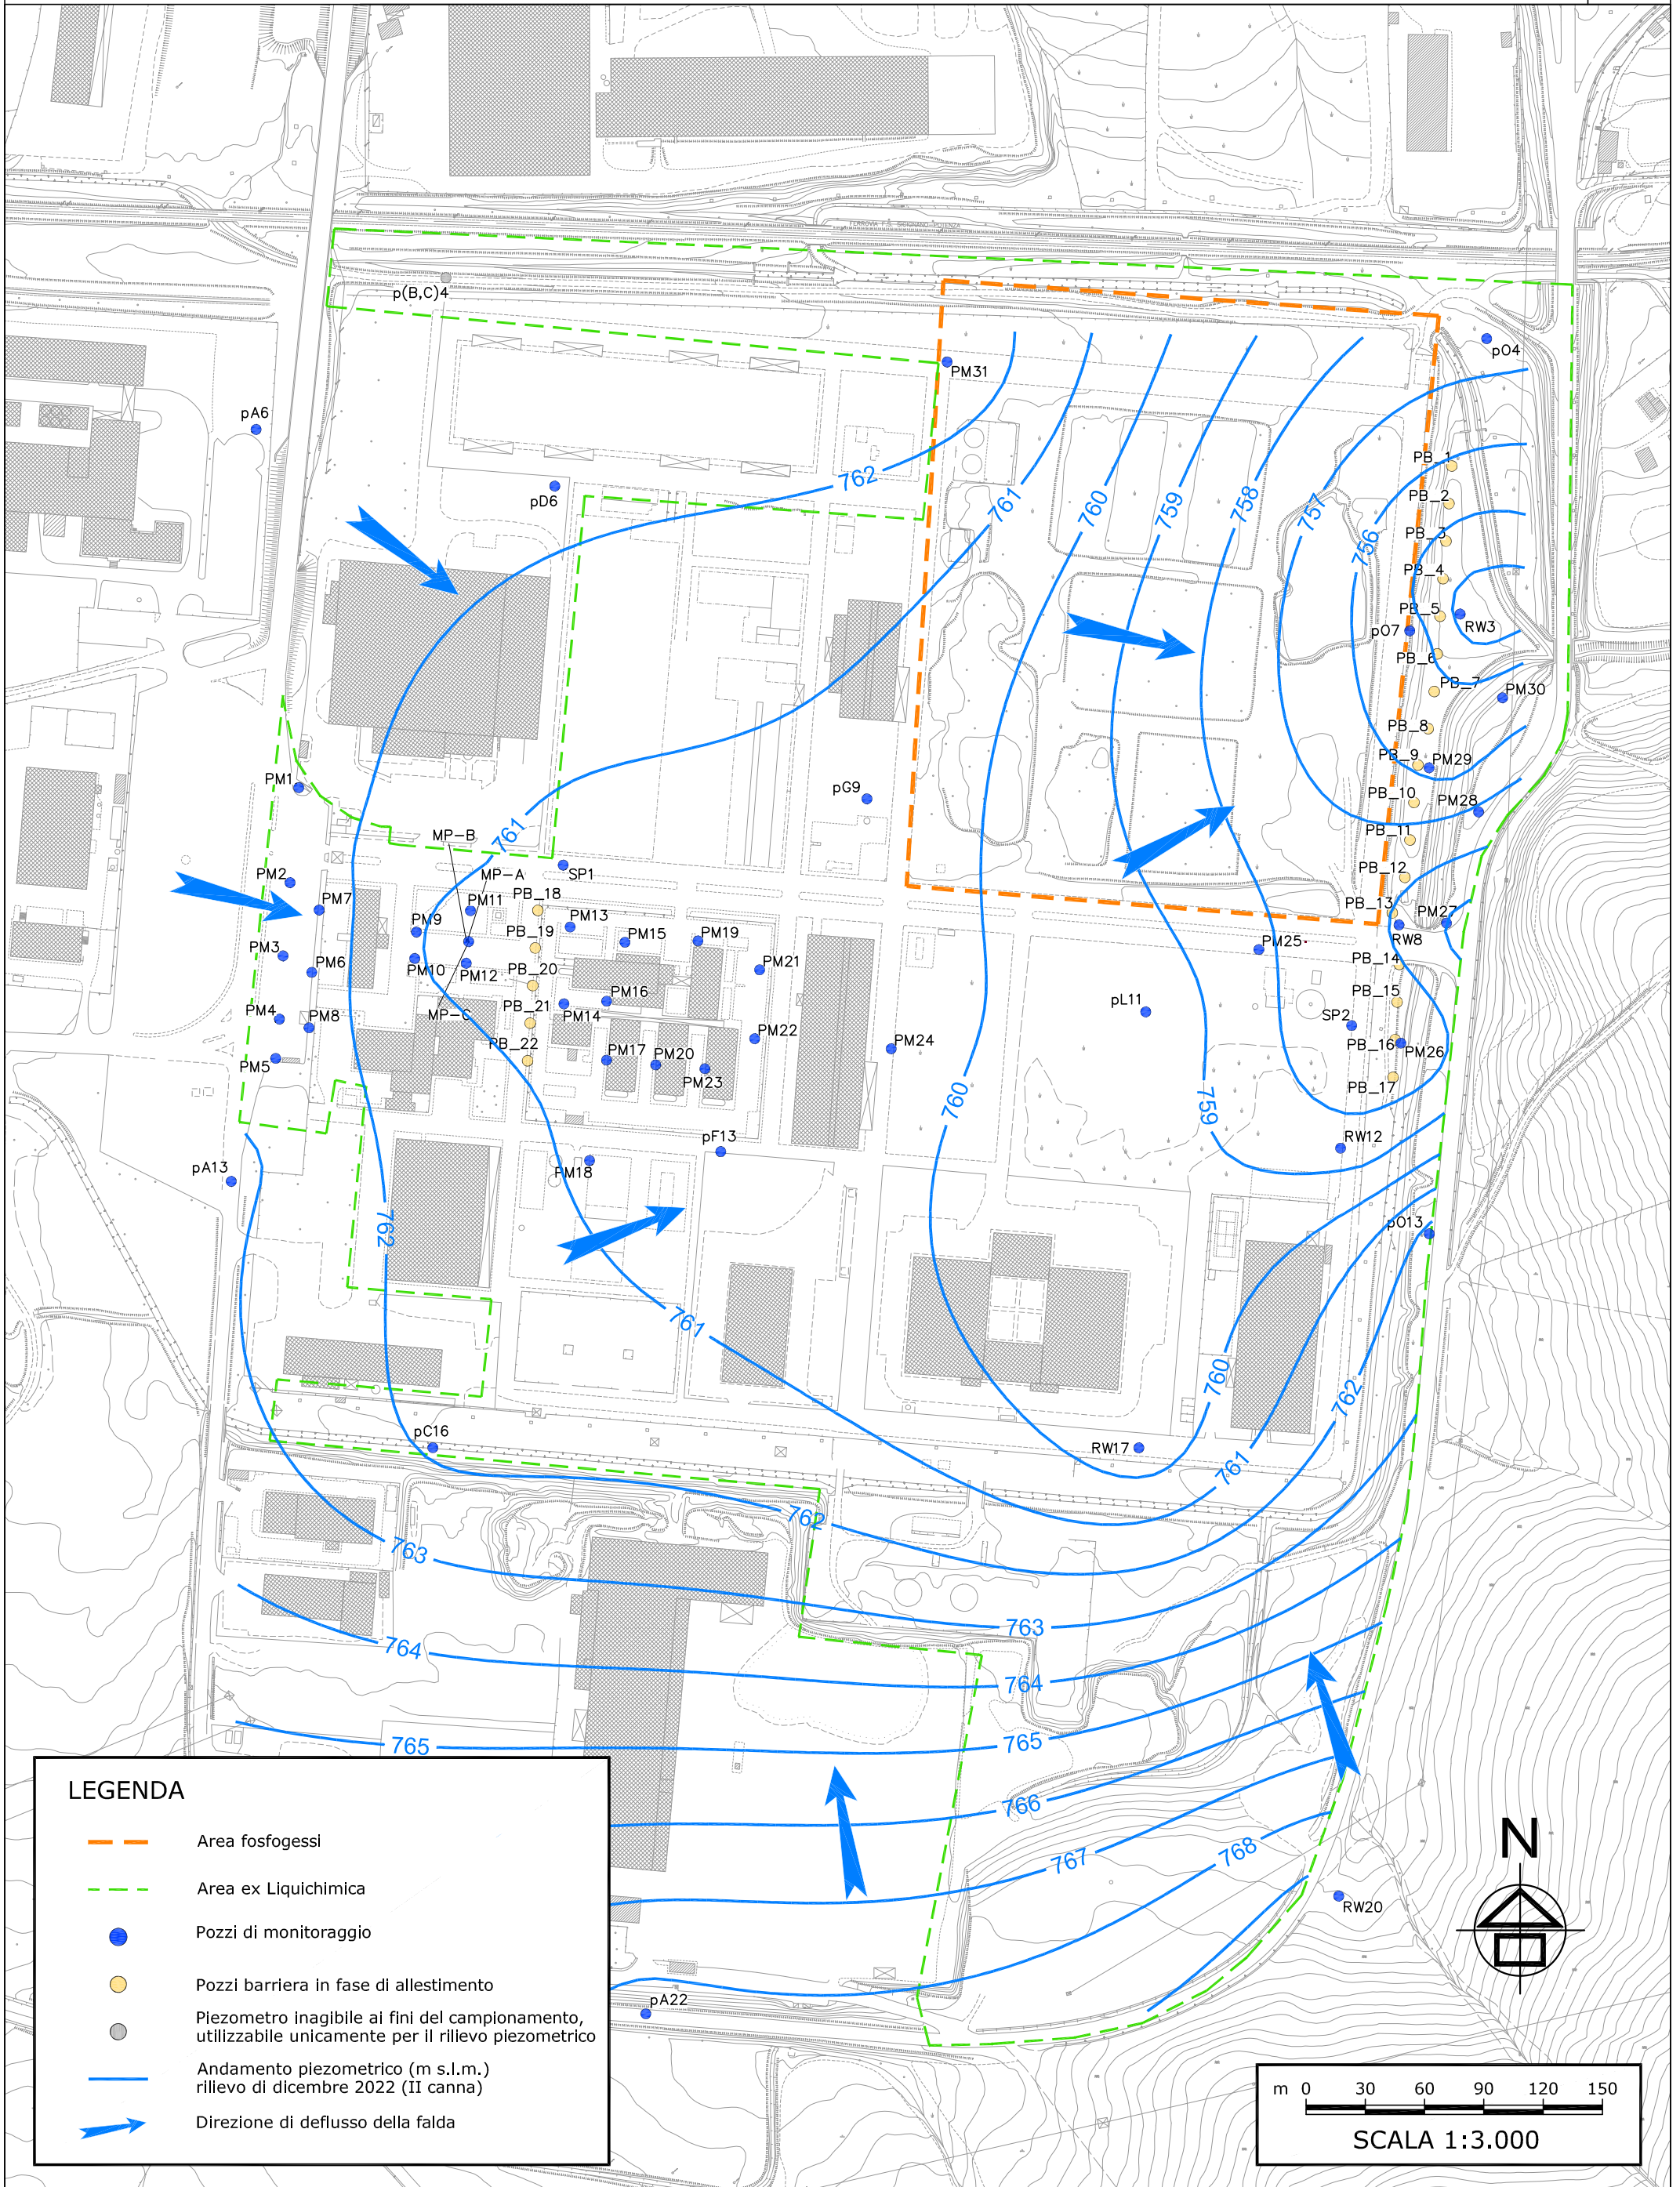 FERROVIA FOGGIANO-POTENZA
p(B,C)4
pO4
PM31
pA6
PB_1
762
pD6
PB_2
761
760
759
758
757
PB_3
756
PB_4
PB_5
RW3
pO7
PB_6
PB_7
PM30
PB_8
PB_9
PM29
PM1
pG9
PB_10
PM28
761
MP-B
PB_11
PM2
SP1
MP-A
PB_12
PM7
PM11
PB_18
PB_13
PM9
PM13
PM27
RW8
PM3
PB_19
PM15
PM19
PM25
PM6
PM10
PM12
PB_20
PM21
PB_14
PM4
PM8
MP-C
PB_21
PM14
PM16
pL11
PB_15
SP2
PM5
PB_22
PM22
PM24
PB_16
PM26
PM17
PM20
PM23
PB_17
760
759
pF13
RW12
pA13
PM18
762
pO13
761
760
762
pC16
RW17
761
762
763
763
764
764
765
765
766
767
768
RW20
pA22
N
LEGENDA
Area fosfogessi
Area ex Liquichimica
Pozzi di monitoraggio
Pozzi barriera in fase di allestimento
Piezometro inagibile ai fini del campionamento,
utilizzabile unicamente per il rilievo piezometrico
Andamento piezometrico (m s.l.m.)
rilievo di dicembre 2022 (II canna)
Direzione di deflusso della falda
m 0 30 60 90 120 150
SCALA 1:3.000